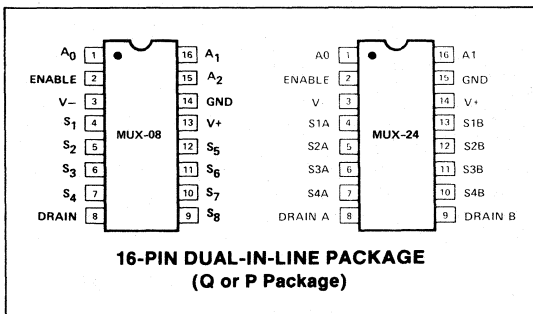 A0 1 16 A1 A0 1 16 A1
ENABLE 2 15 A2 ENABLE 2 15 GND
V− 3 14 GND V 3 14 V+
S1 4 13 V+ S1A 4 13 S1B
MUX-08 MUX-24
S2 5 12 S5 S2A 5 12 S2B
S3 6 11 S6 S3A 6 11 S3B
S4 7 10 S7 S4A 7 10 S4B
DRAIN 8 9 S8 DRAIN A 8 9 DRAIN B
16-PIN DUAL-IN-LINE PACKAGE
(Q or P Package)